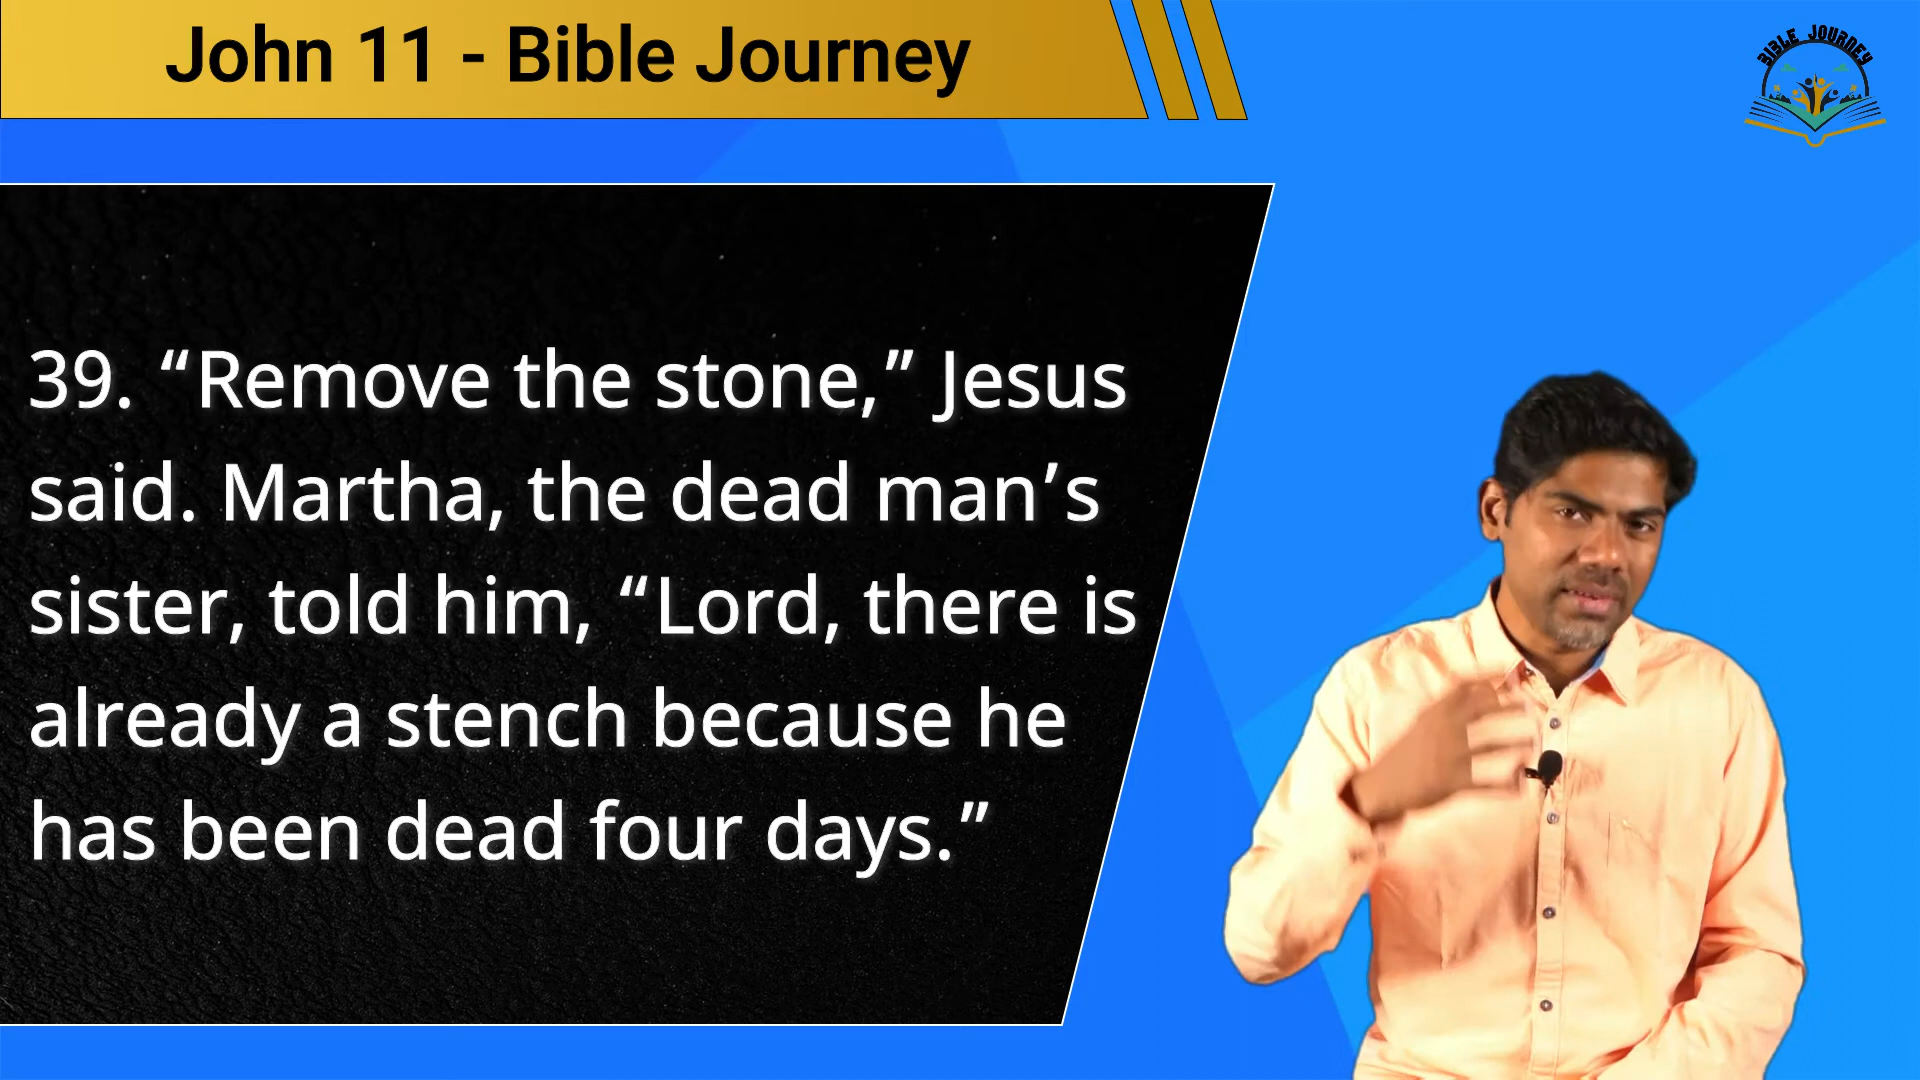 John 11 - Bible Journey
BIBLE JOURNEY
39. “Remove the stone,” Jesus
said. Martha, the dead man’s
sister, told him, “Lord, there is
already a stench because he
has been dead four days.”